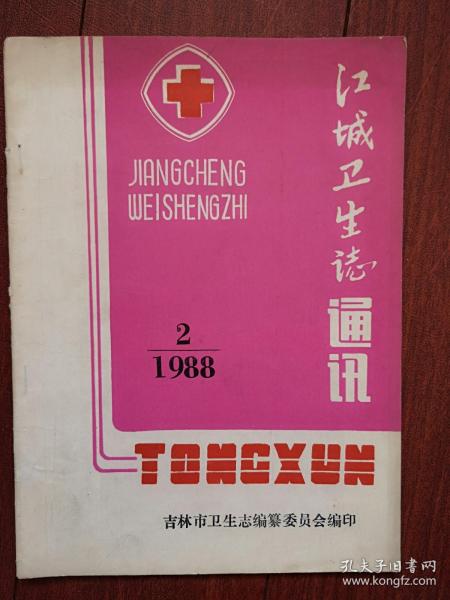 江城卫生誌
通讯
JIANGCHENG
WEISHENGZHI
2
1988
TONGXUN
吉林市卫生志编纂委员会编印
孔夫子旧书网
www.kongfz.com